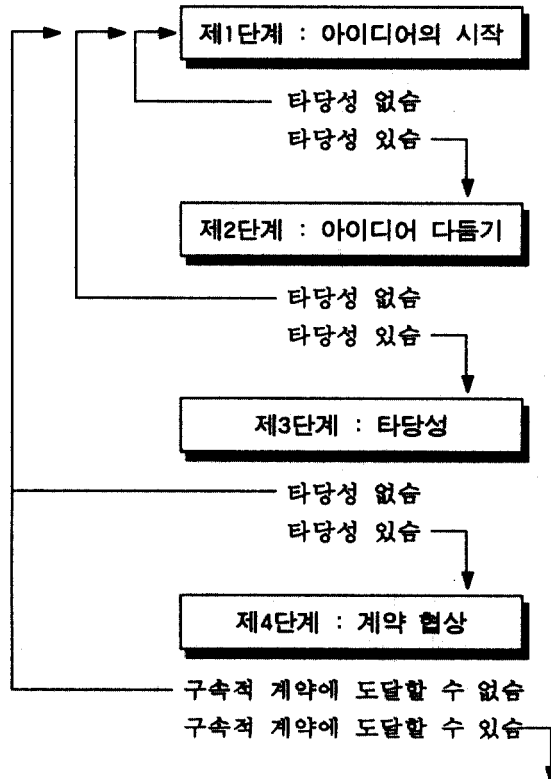 제1단계 : 아이디어의 시작
타당성 없슴
타당성 있슴
제2단계 : 아이디어 다듬기
타당성 없슴
타당성 있슴
제3단계 : 타당성
타당성 없슴
타당성 있슴
제4단계 : 계약 협상
구속적 계약에 도달할 수 없슴
구속적 계약에 도달할 수 있슴